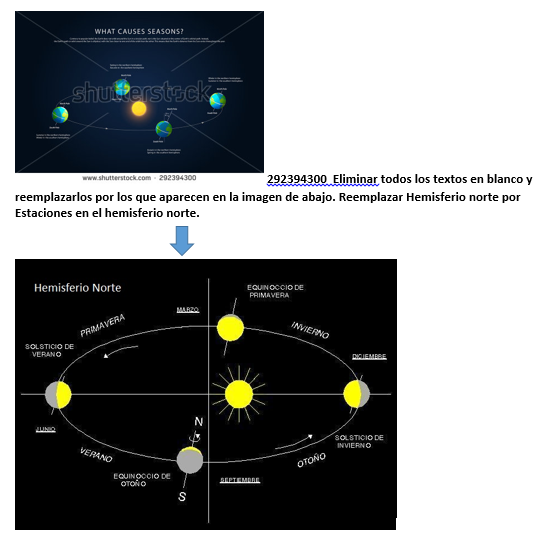 WHAT CAUSES SEASONS?
shutterstock
www.shutterstock.com · 292394300
292394300 Eliminar todos los textos en blanco y
reemplazarlos por los que aparecen en la imagen de abajo. Reemplazar Hemisferio norte por
Estaciones en el hemisferio norte.
Hemisferio Norte
EQUINOCCIO DE
PRIMAVERA
MARZO
PRIMAVERA
INVIERNO
SOLSTICIO DE
VERANO
DICIEMBRE
JUNIO
N
SOLSTICIO DE
INVIERNO
VERANO
OTOÑO
EQUINOCCIO DE
OTOÑO
SEPTIEMBRE
S